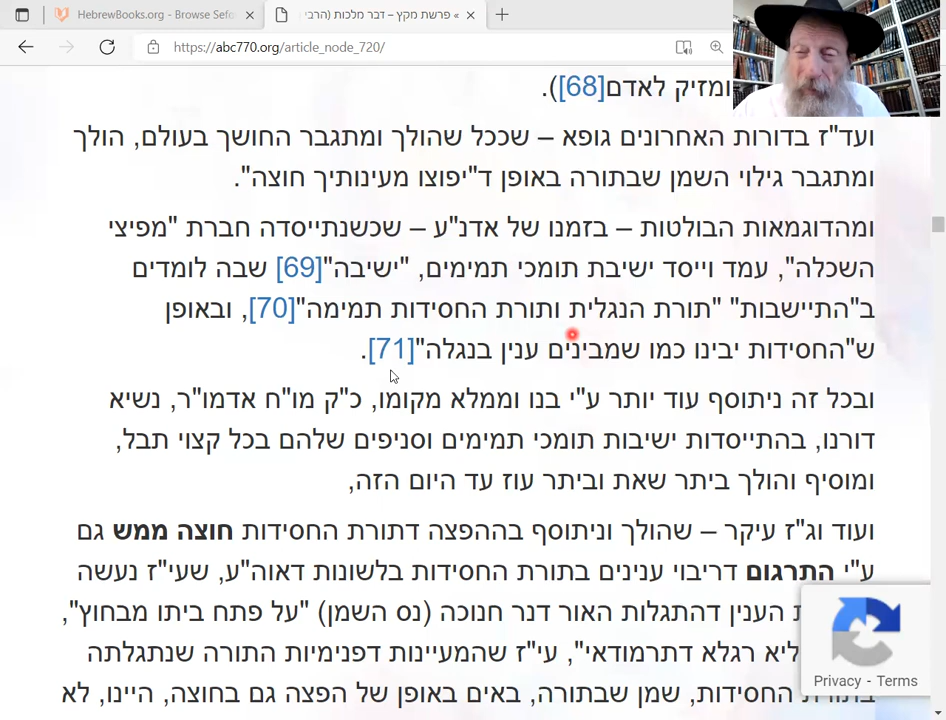 HebrewBooks.org - Browse Sefo
פרשת מקץ – דבר מלכות (הרבי «
https://abc770.org/article_node_720/
ומזיק לאדם[68]).
ועד"ז בדורות האחרונים גופא – שככל שהולך ומתגבר החושך בעולם, הולך
ומתגבר גילוי השמן שבתורה באופן ד"יפוצו מעינותיך חוצה".
ומהדוגמאות הבולטות – בזמנו של אדנ"ע – שכשנתייסדה חברת "מפיצי
השכלה", עמד וייסד ישיבת תומכי תמימים, "ישיבה"[69] שבה לומדים
ב"התיישבות" "תורת הנגלית ותורת החסידות תמימה"[70], ובאופן
ש"החסידות יבינו כמו שמבינים ענין בנגלה"[71].
ובכל זה ניתוסף עוד יותר ע"י בנו וממלא מקומו, כ"ק מו"ח אדמו"ר, נשיא
דורנו, בהתייסדות ישיבות תומכי תמימים וסניפים שלהם בכל קצוי תבל,
ומוסיף והולך ביתר שאת וביתר עוז עד היום הזה,
ועוד וג"ז עיקר – שהולך וניתוסף בההפצה דתורת החסידות חוצה ממש גם
ע"י התרגום דריבוי ענינים בתורת החסידות בלשונות דאוה"ע, שעי"ז נעשה
הענין דהתגלות האור דנר חנוכה (נס השמן) "על פתח ביתו מבחוץ",
רגלא דתרמודאי", עי"ז שהמעיינות דפנימיות התורה שנתגלתה
בתורת החסידות, שמן שבתורה, באים באופן של הפצה גם בחוצה, היינו, לא
Privacy - Terms